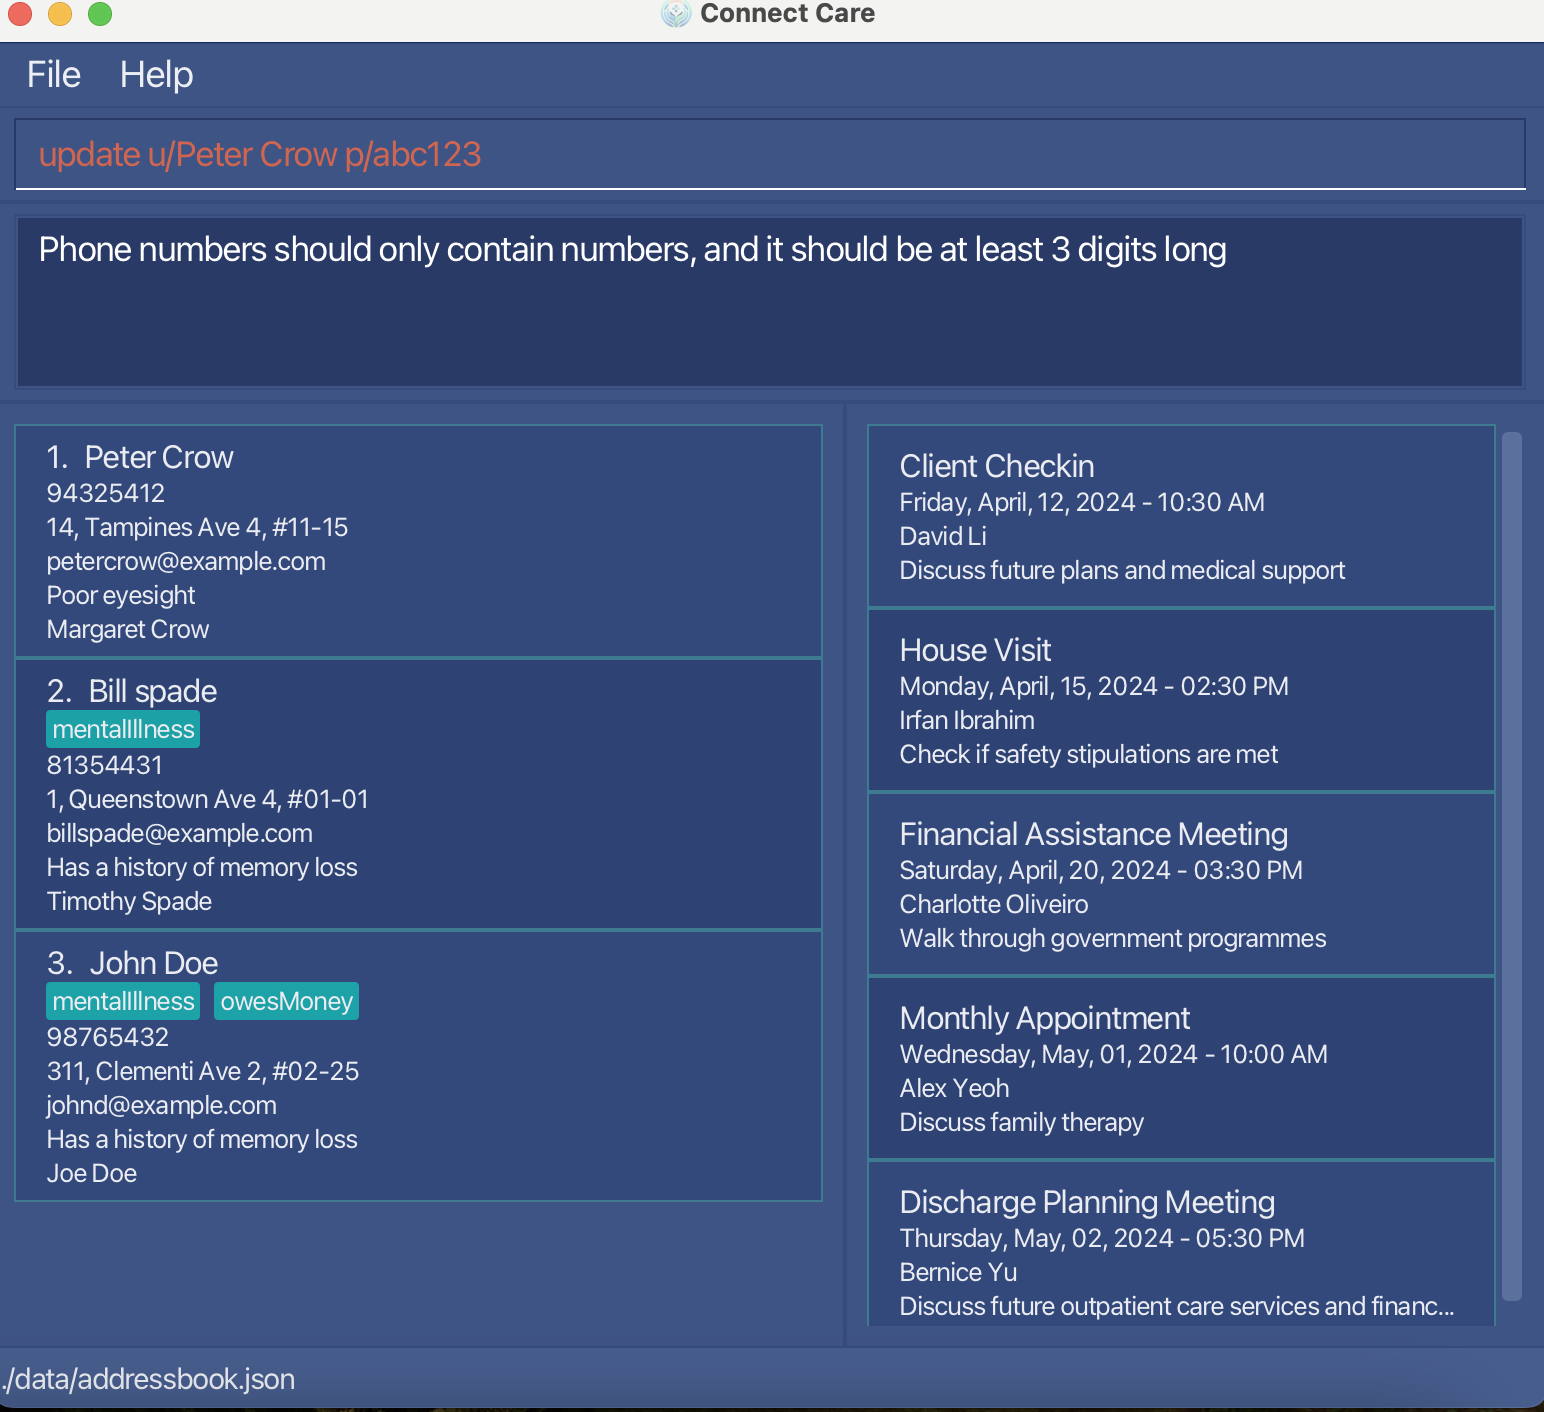 Connect Care
File Help
update u/Peter Crow p/abc123
Phone numbers should only contain numbers, and it should be at least 3 digits long
1. Peter Crow
94325412
14, Tampines Ave 4, #11-15
petercrow@example.com
Poor eyesight
Margaret Crow
2. Bill spade
mentalIllness
81354431
1, Queenstown Ave 4, #01-01
billspade@example.com
Has a history of memory loss
Timothy Spade
3. John Doe
mentalIllness owesMoney
98765432
311, Clementi Ave 2, #02-25
johnd@example.com
Has a history of memory loss
Joe Doe
Client Checkin
Friday, April, 12, 2024 - 10:30 AM
David Li
Discuss future plans and medical support
House Visit
Monday, April, 15, 2024 - 02:30 PM
Irfan Ibrahim
Check if safety stipulations are met
Financial Assistance Meeting
Saturday, April, 20, 2024 - 03:30 PM
Charlotte Oliveiro
Walk through government programmes
Monthly Appointment
Wednesday, May, 01, 2024 - 10:00 AM
Alex Yeoh
Discuss family therapy
Discharge Planning Meeting
Thursday, May, 02, 2024 - 05:30 PM
Bernice Yu
Discuss future outpatient care services and financ...
./data/addressbook.json